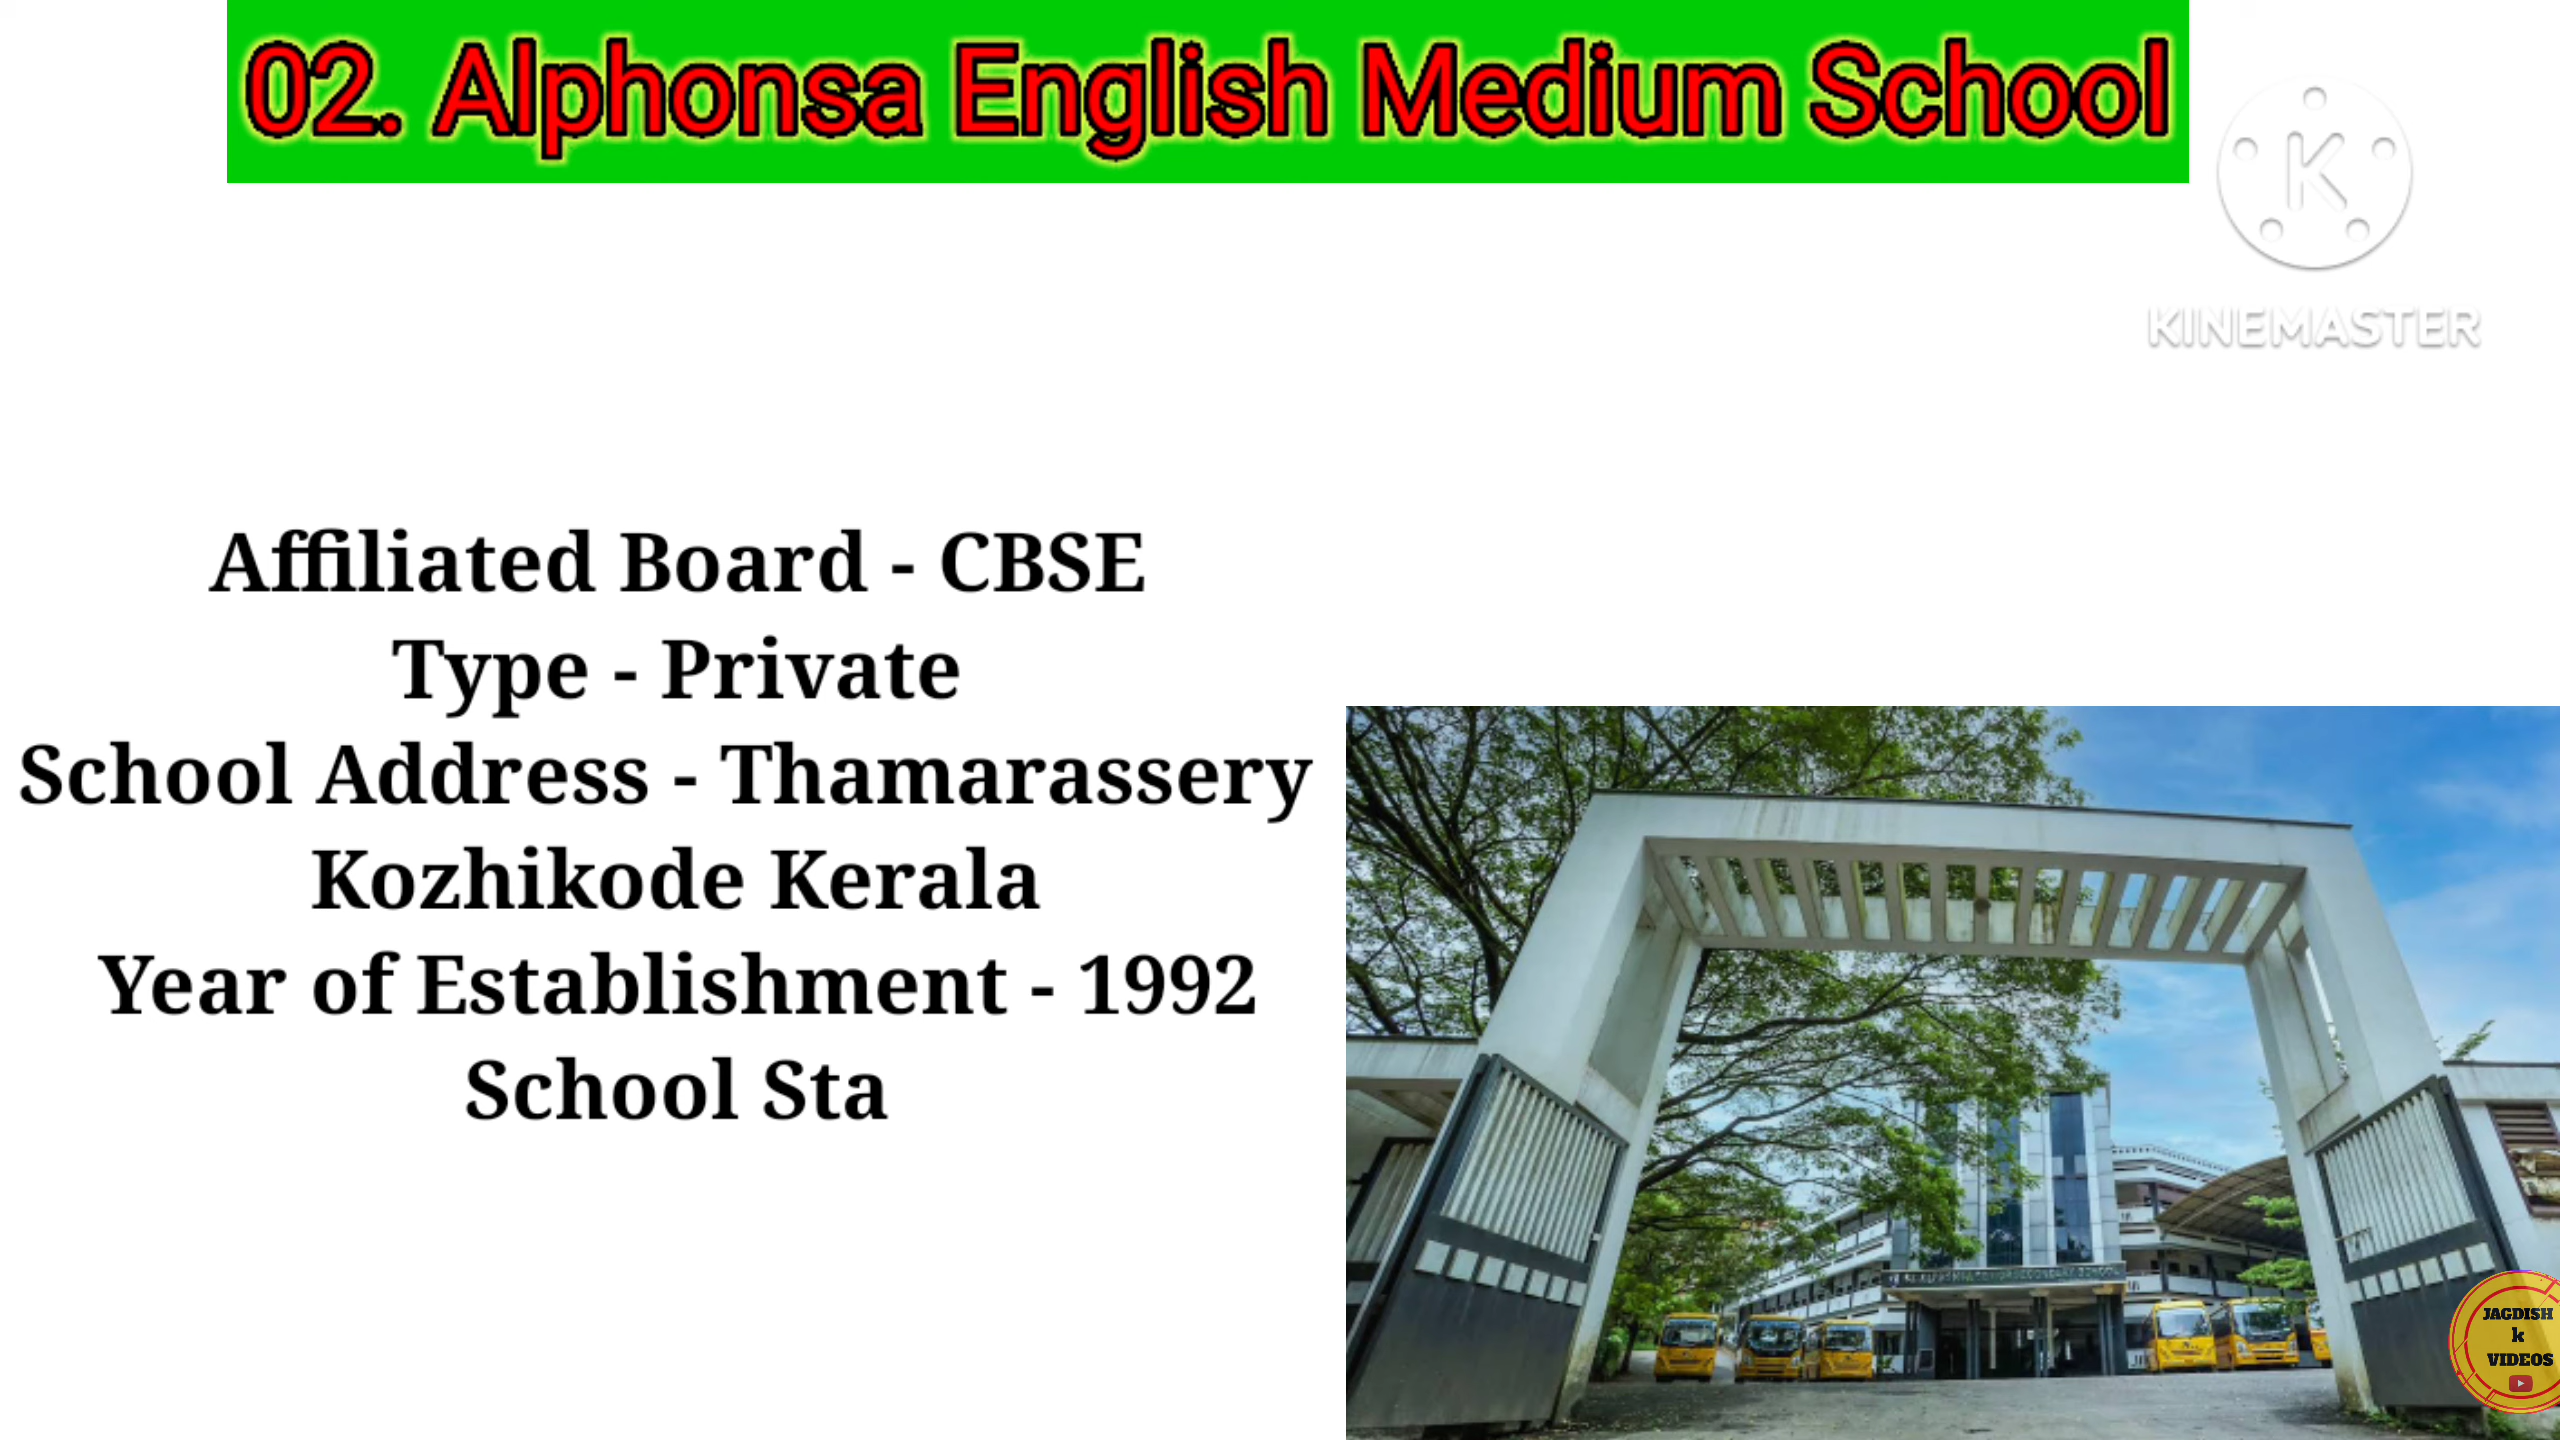 02. Alphonsa English Medium School
K
KINEMASTER
Affiliated Board - CBSE
Type - Private
School Address - Thamarassery
Kozhikode Kerala
Year of Establishment - 1992
School Sta
JAGDISH
k
VIDEOS